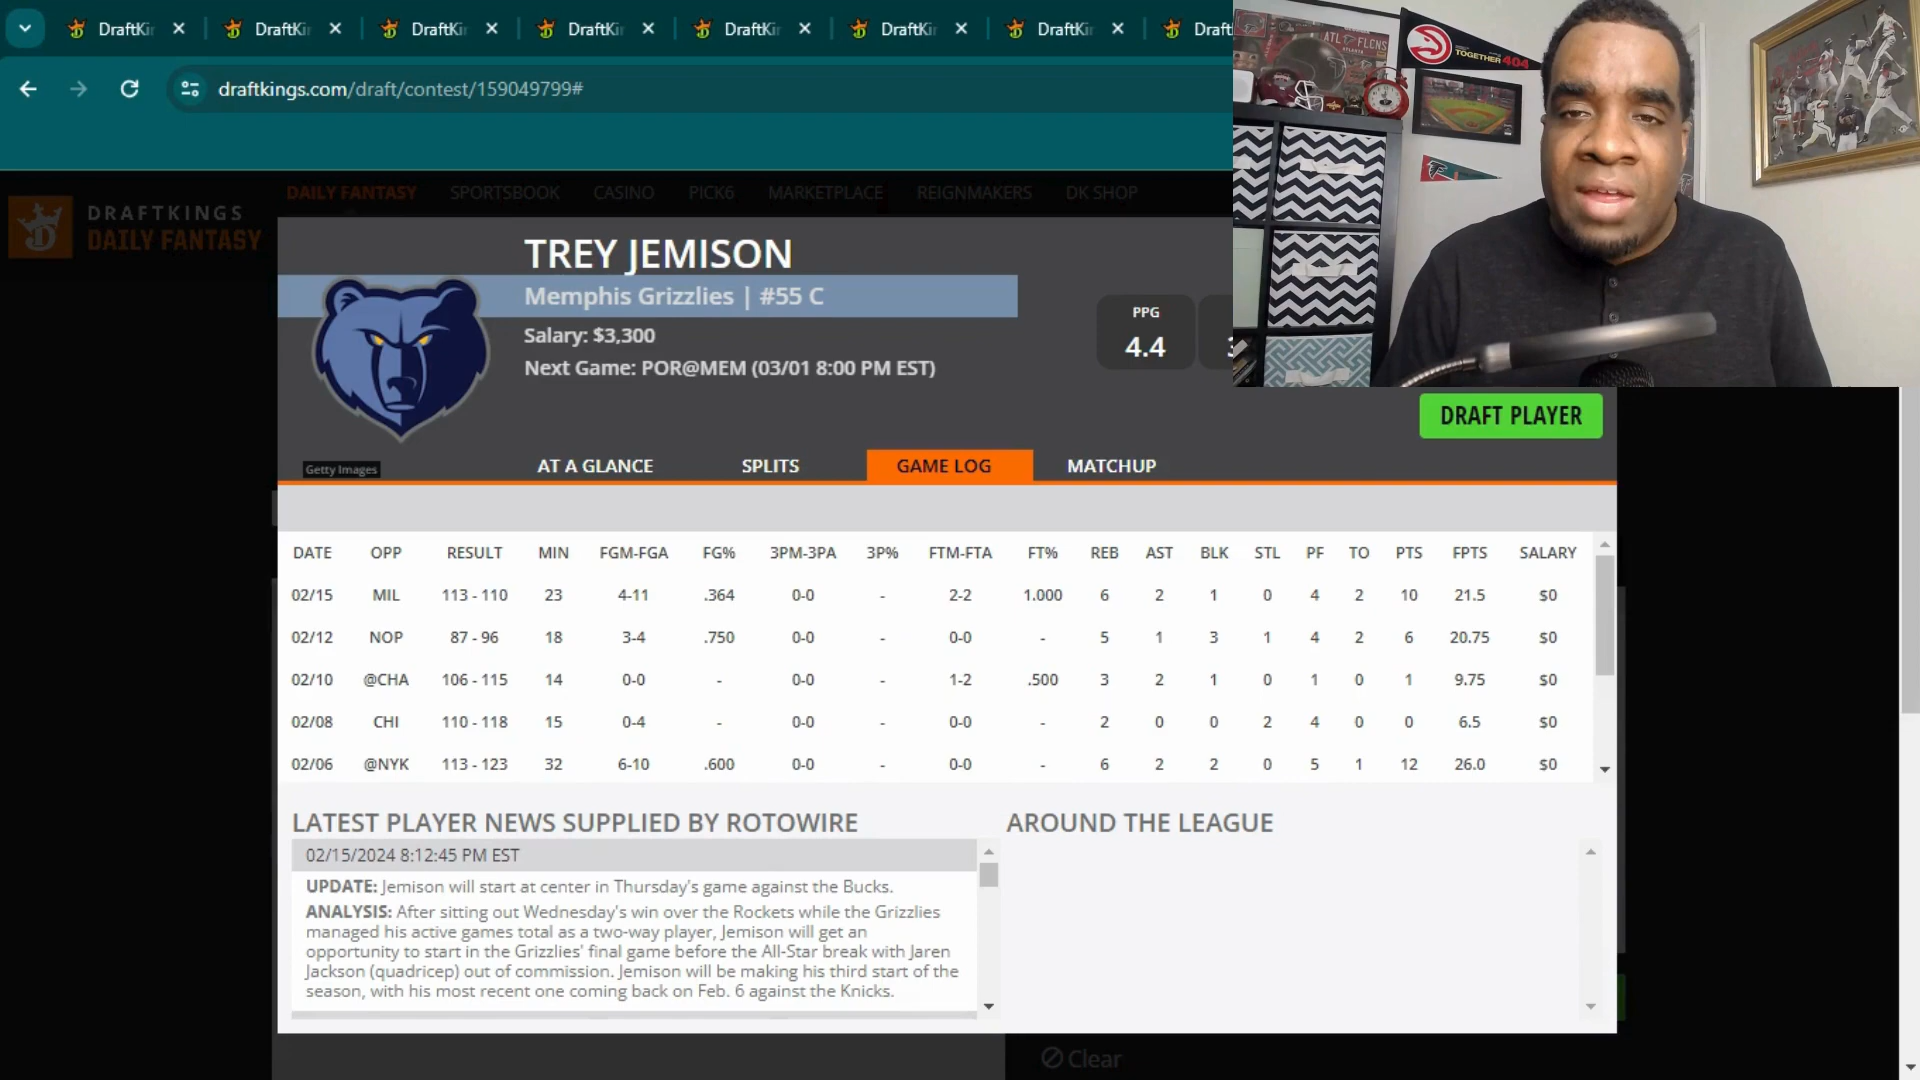 DraftKin DraftKin DraftKin DraftKin DraftKin DraftKin DraftKin Draft
draftkings.com/draft/contest/159049799#
DAILY FANTASY SPORTSBOOK CASINO PICK6 MARKETPLACE REIGNMAKERS DK SHOP
DRAFTKINGS
DAILY FANTASY
TREY JEMISON
Memphis Grizzlies | #55 C
Salary: $3,300
Next Game: POR@MEM (03/01 8:00 PM EST)
PPG
4.4
ATL FLCNS
TOGETHER 404
DRAFT PLAYER
Getty Images
AT A GLANCE SPLITS GAME LOG MATCHUP
DATE OPP RESULT MIN FGM-FGA FG% 3PM-3PA 3P% FTM-FTA FT% REB AST BLK STL PF TO PTS FPTS SALARY
02/15 MIL 113 - 110 23 4-11 .364 0-0 - 2-2 1.000 6 2 1 0 4 2 10 21.5 $0
02/12 NOP 87 - 96 18 3-4 .750 0-0 - 0-0 - 5 1 3 1 4 2 6 20.75 $0
02/10 @CHA 106 - 115 14 0-0 - 0-0 - 1-2 .500 3 2 1 0 1 0 1 9.75 $0
02/08 CHI 110 - 118 15 0-4 - 0-0 - 0-0 - 2 0 0 2 4 0 0 6.5 $0
02/06 @NYK 113 - 123 32 6-10 .600 0-0 - 0-0 - 6 2 2 0 5 1 12 26.0 $0
LATEST PLAYER NEWS SUPPLIED BY ROTOWIRE
02/15/2024 8:12:45 PM EST
UPDATE: Jemison will start at center in Thursday's game against the Bucks.
ANALYSIS: After sitting out Wednesday's win over the Rockets while the Grizzlies
managed his active games total as a two-way player, Jemison will get an
opportunity to start in the Grizzlies' final game before the All-Star break with Jaren
Jackson (quadricep) out of commission. Jemison will be making his third start of the
season, with his most recent one coming back on Feb. 6 against the Knicks.
AROUND THE LEAGUE
Clear